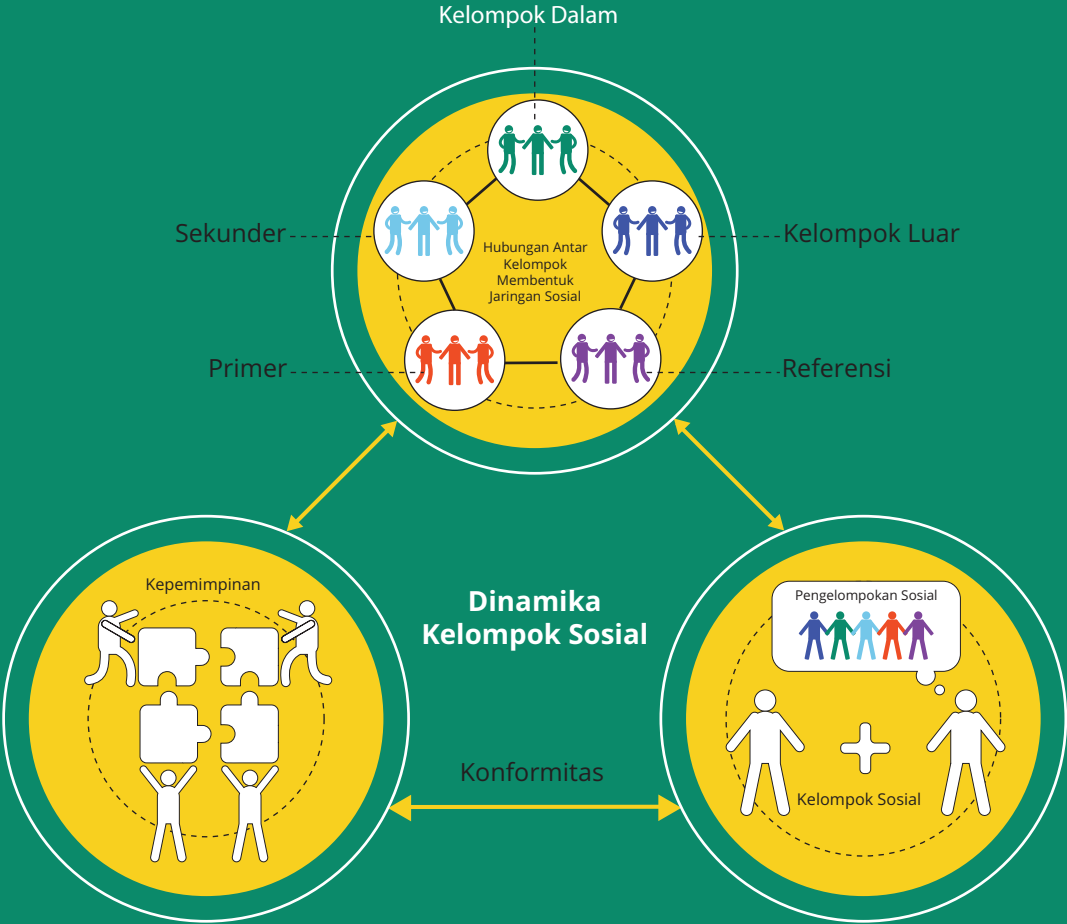 Kelompok Dalam
Sekunder
Kelompok Luar
Hubungan Antar
Kelompok
Membentuk
Jaringan Sosial
Primer
Referensi
Kepemimpinan
Dinamika
Kelompok Sosial
Pengelompokan Sosial
Konformitas
Kelompok Sosial